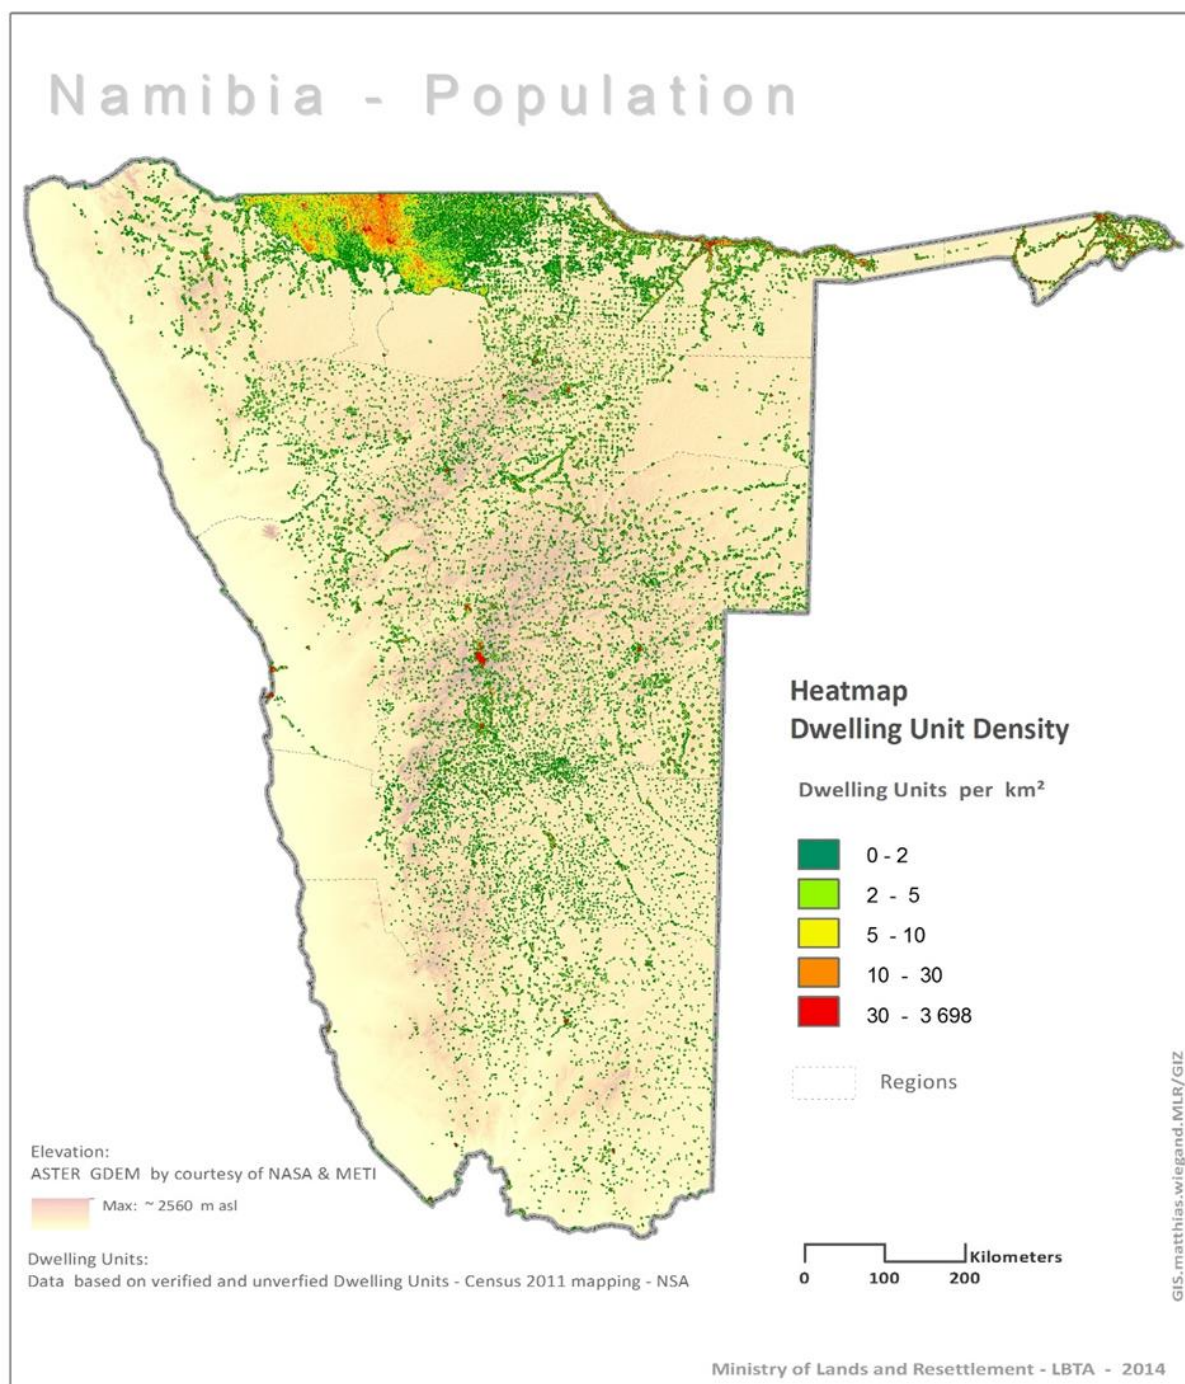 Namibia - Population
Heatmap
Dwelling Unit Density
Dwelling Units per km²
0 - 2
2 - 5
5 - 10
10 - 30
30 - 3 698
Regions
Elevation:
ASTER GDEM by courtesy of NASA & METI
Max: ~ 2560 m asl
Dwelling Units:
Data based on verified and unverfied Dwelling Units - Census 2011 mapping - NSA
Kilometers
0 100 200
GIS.matthias.wiegand.MLR/GIZ
Ministry of Lands and Resettlement - LBTA - 2014